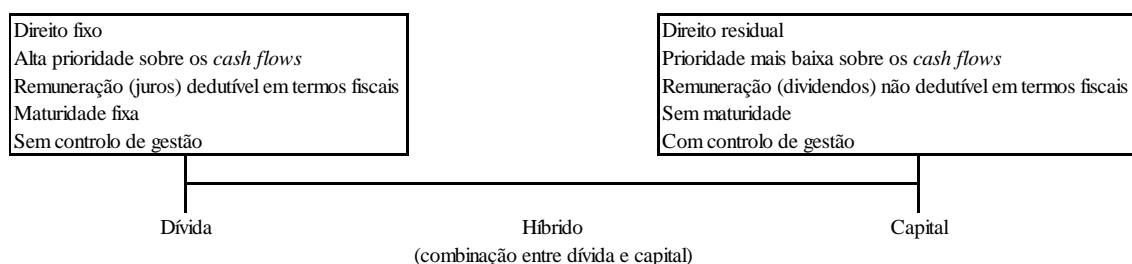 Direito fixo
Alta prioridade sobre os cash flows
Remuneração (juros) dedutível em termos fiscais
Maturidade fixa
Sem controlo de gestão
Direito residual
Prioridade mais baixa sobre os cash flows
Remuneração (dividendos) não dedutível em termos fiscais
Sem maturidade
Com controlo de gestão
Dívida
Híbrido
Capital
(combinação entre dívida e capital)